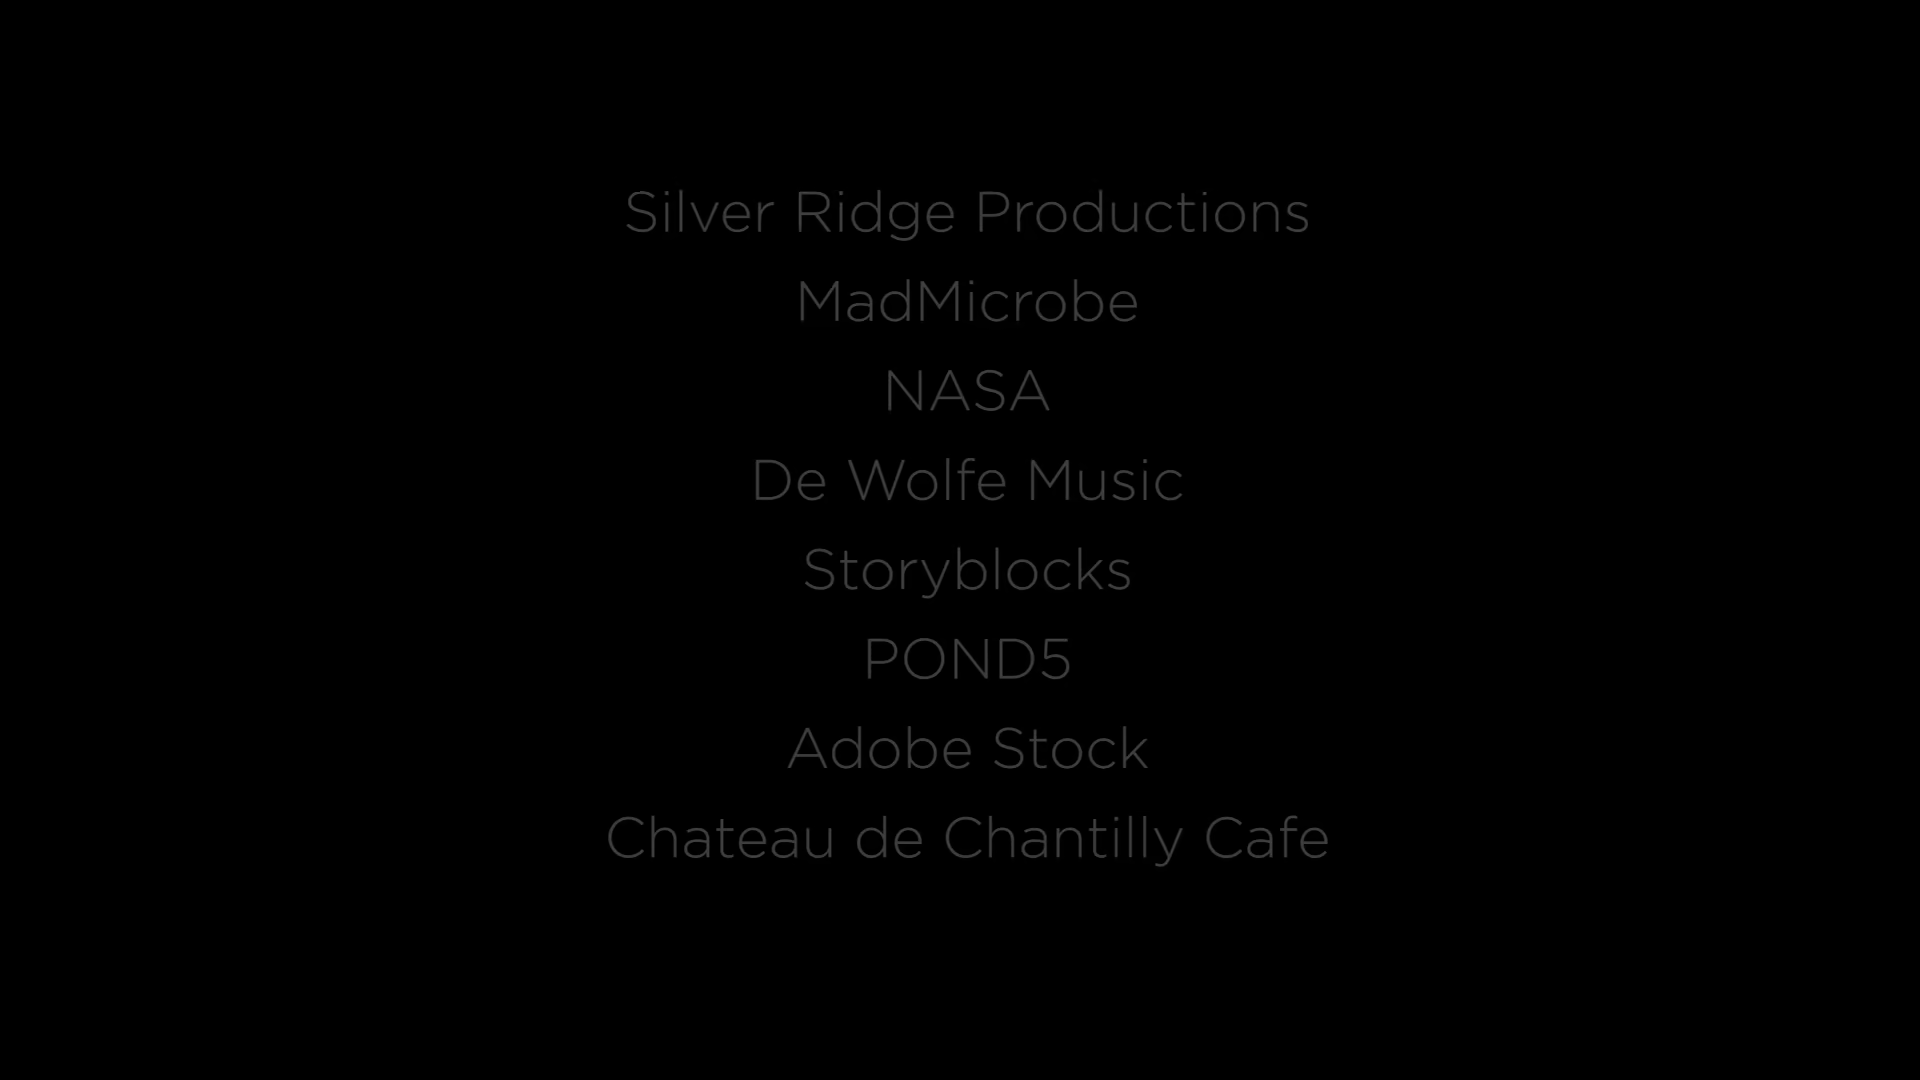 Silver Ridge Productions
MadMicrobe
NASA
De Wolfe Music
Storyblocks
POND5
Adobe Stock
Chateau de Chantilly Cafe